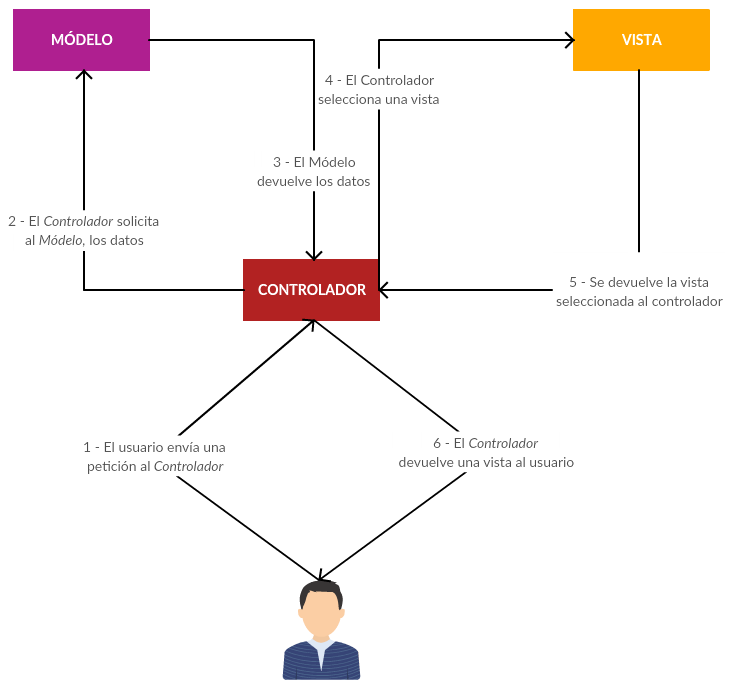 MÓDELO
VISTA
4 - El Controlador
selecciona una vista
3 - El Módelo
devuelve los datos
2 - El Controlador solicita
al Módelo, los datos
CONTROLADOR
5 - Se devuelve la vista
seleccionada al controlador
1 - El usuario envía una
petición al Controlador
6 - El Controlador
devuelve una vista al usuario